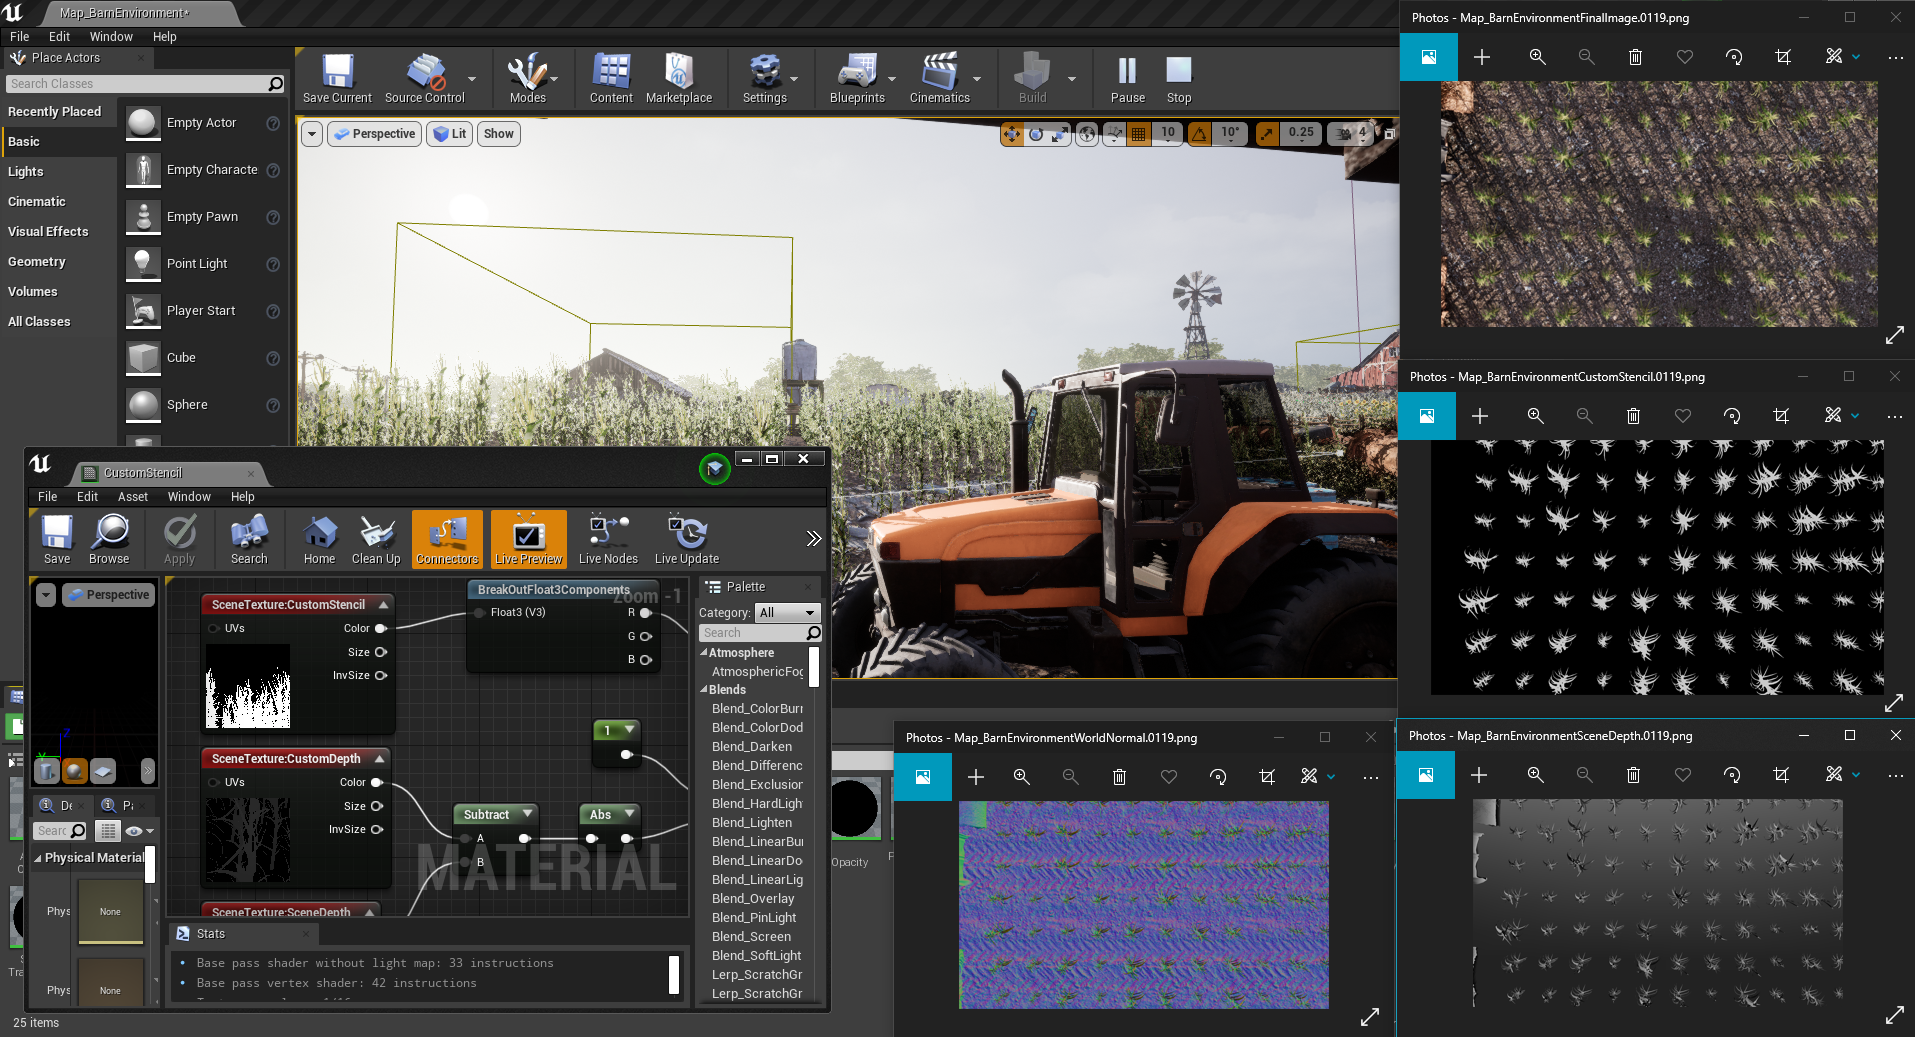 Map_BarnEnvironment*
File Edit Window Help
Place Actors
Search Classes
Recently Placed
Basic
Lights
Cinematic
Visual Effects
Geometry
Volumes
All Classes
Empty Actor
Empty Characte
Empty Pawn
Point Light
Player Start
Cube
Sphere
Save Current
Source Control
Modes
Content
Marketplace
Settings
Blueprints
Cinematics
Build
Pause
Stop
Perspective
Lit
Show
10
10°
0.25
4
Photos - Map_BarnEnvironmentFinalImage.0119.png
Photos - Map_BarnEnvironmentCustomStencil.0119.png
CustomStencil
File Edit Asset Window Help
Save
Browse
Apply
Search
Home
Clean Up
Connectors
Live Preview
Live Nodes
Live Update
Perspective
Z
SceneTexture:CustomStencil
UVs
Color
Size
InvSize
BreakOutFloat3Components
Zoom -1
Float3 (V3)
R
G
B
1
SceneTexture:CustomDepth
UVs
Color
Size
InvSize
Subtract
A
B
Abs
MATERIAL
SceneTexture:SceneDepth
Palette
Category: All
Search
Atmosphere
AtmosphericFog
Blends
Blend_ColorBurr
Blend_ColorDod
Blend_Darken
Blend_Differenc
Blend_Exclusion
Blend_HardLigh
Blend_Lighten
Blend_LinearBur
Blend_LinearDo
Blend_LinearLig
Blend_Overlay
Blend_PinLight
Blend_Screen
Blend_SoftLight
Lerp_ScratchGr
Lerp_ScratchGr
De
Pa
Searc
Physical Material
Phys
None
Phys
None
Stats
Base pass shader without light map: 33 instructions
Base pass vertex shader: 42 instructions
25 items
Opacity
Photos - Map_BarnEnvironmentWorldNormal.0119.png
Photos - Map_BarnEnvironmentSceneDepth.0119.png